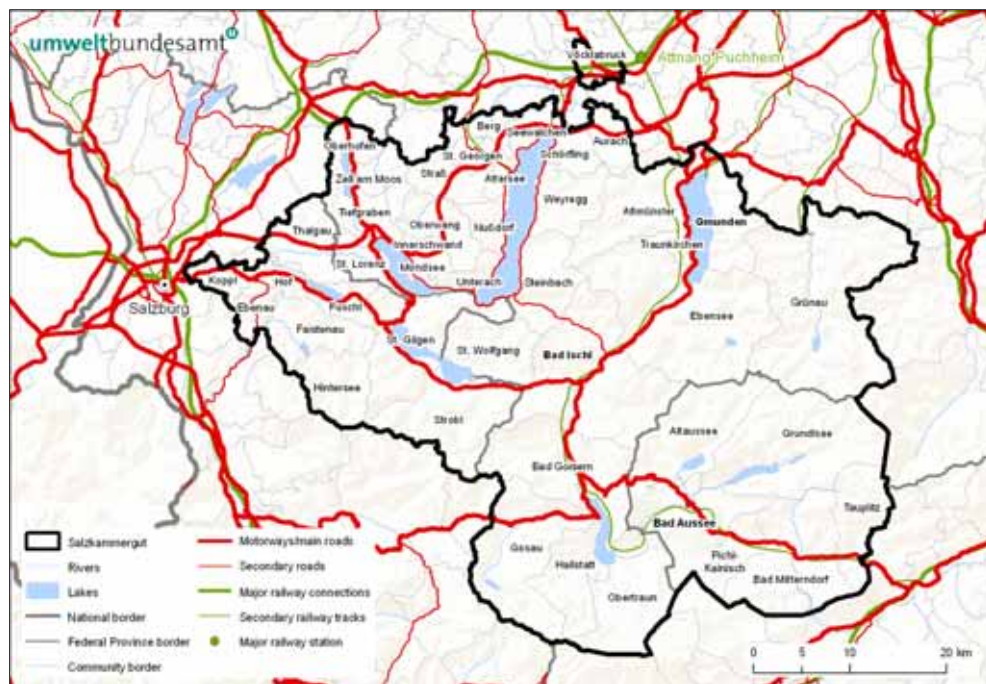 umweltbundesamt
Vöcklabruck
Attnang-Puchheim
Berg
Seewalchen
Oberhofen
St. Georgen
Schörfling
Aurach
Straß
Attersee
Zell am Moos
Weyregg
Tiefgraben
Oberwang
Nußdorf
Altmünster
Gmunden
Thalgau
Innerschwand
Traunkirchen
St. Lorenz
Mondsee
Koppl
Hof
Unterach
Steinbach
Salzburg
Ebenau
Fuschl
Ebensee
Grünau
Faistenau
St. Gilgen
St. Wolfgang
Bad Ischl
Hintersee
Strobl
Altaussee
Grundlsee
Bad Goisern
Tauplitz
Bad Aussee
Gosau
Hallstatt
Pichl-
Kainisch
Bad Mitterndorf
Obertraun
Salzkammergut
Rivers
Lakes
National border
Federal Province border
Community border
Motorways/main roads
Secondary roads
Major railway connections
Secondary railway tracks
Major railway station
0 5 10 20 km